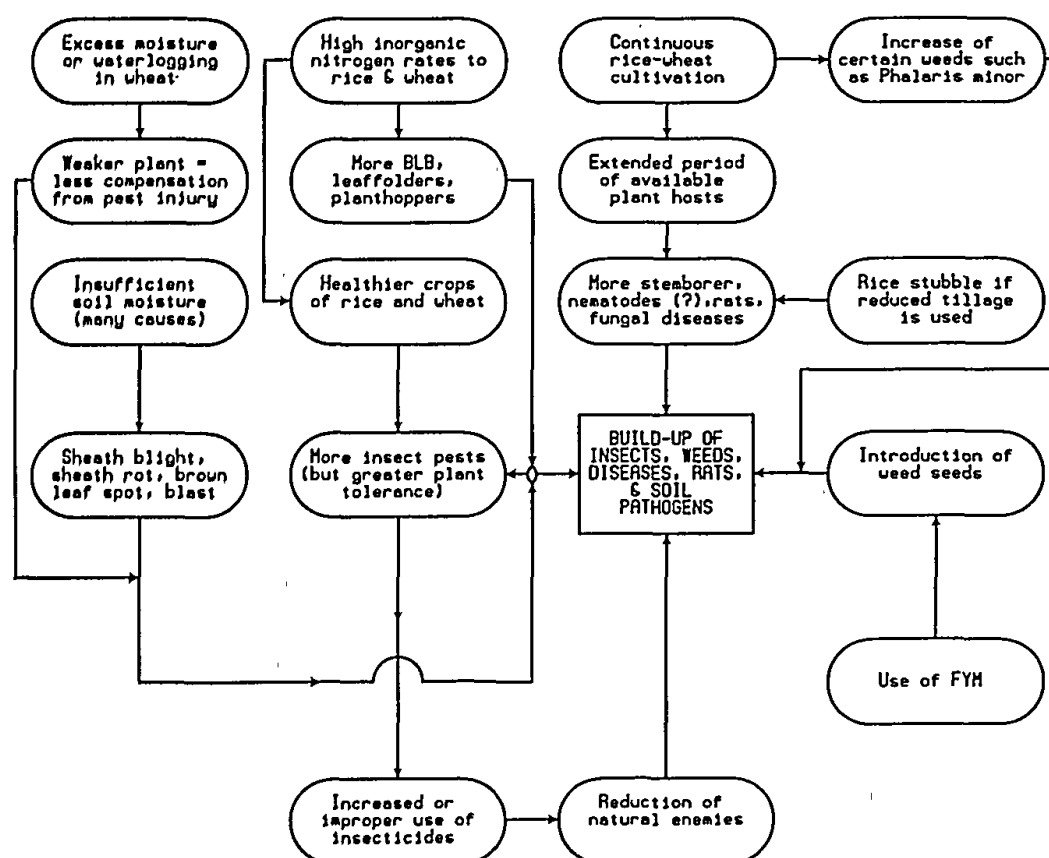 Excess moisture
or waterlogging
in wheat
High inorganic
nitrogen rates to
rice & wheat
Continuous
rice-wheat
cultivation
Increase of
certain weeds such
as Phalaris minor
Weaker plant =
less compensation
from pest injury
More BLB,
leaffolders,
planthoppers
Extended period
of available
plant hosts
Insufficient
soil moisture
(many causes)
Healthier crops
of rice and wheat
More stemborer,
nematodes (?),rats,
fungal diseases
Rice stubble if
reduced tillage
is used
Sheath blight,
sheath rot, brown
leaf spot, blast
More insect pests
(but greater plant
tolerance)
BUILD-UP OF
INSECTS, WEEDS,
DISEASES, RATS,
& SOIL
PATHOGENS
Introduction of
weed seeds
Use of FYM
Increased or
improper use of
insecticides
Reduction of
natural enemies